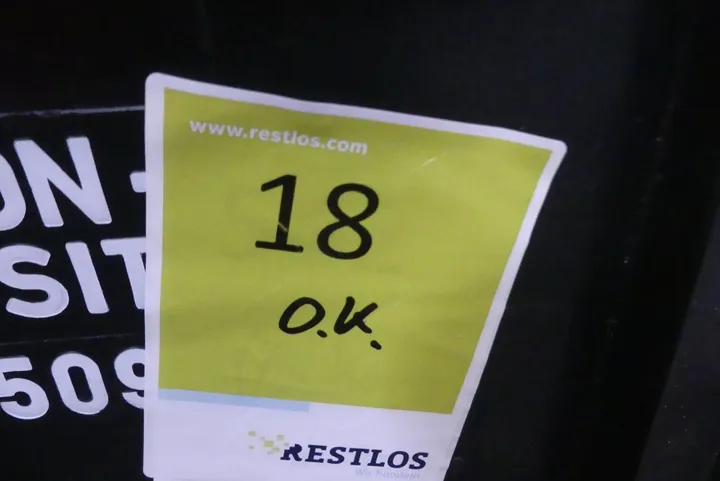 www.restlos.com
18
O.K.
RESTLOS
ON-
SIT
509